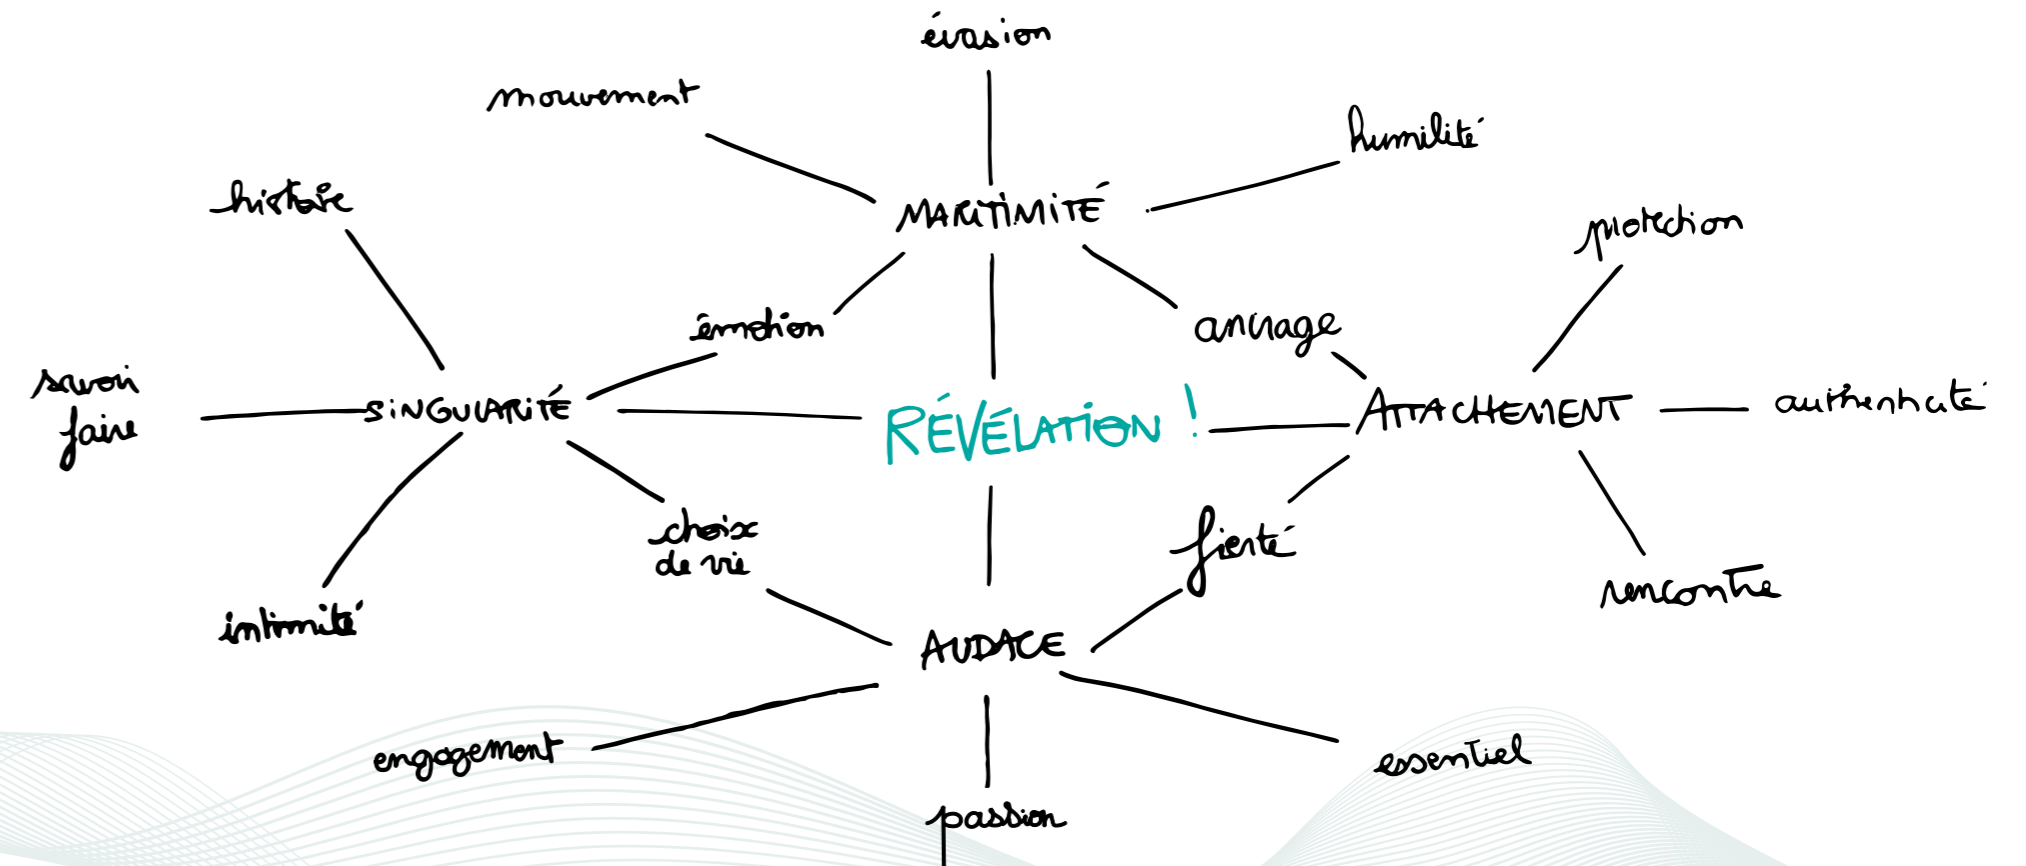 évasion
mouvement
humilité
histoire
MARITIMITÉ
protection
émotion
ancrage
savoir
faire
SINGULARITÉ
RÉVÉLATION !
ATTACHEMENT
authenticité
choix
de vie
fierté
intimité
rencontre
AUDACE
engagement
essentiel
passion